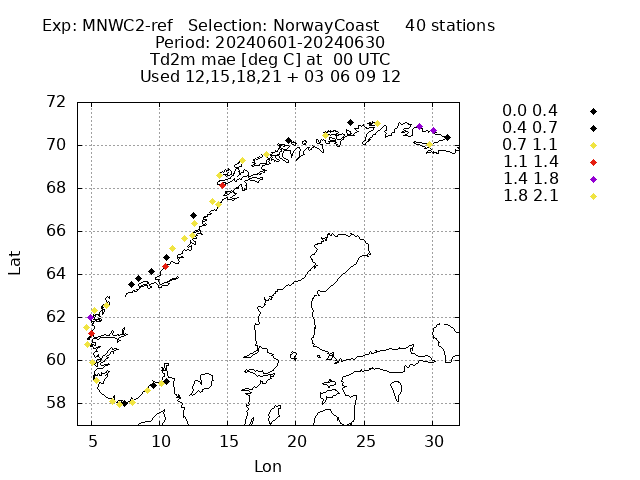 Exp: MNWC2-ref   Selection: NorwayCoast     40 stations
Period: 20240601-20240630
Td2m mae [deg C] at  00 UTC
Used 12,15,18,21 + 03 06 09 12
0.0 0.4
0.4 0.7
0.7 1.1
1.1 1.4
1.4 1.8
1.8 2.1
72
70
68
66
64
62
60
58
Lat
5 10 15 20 25 30
Lon